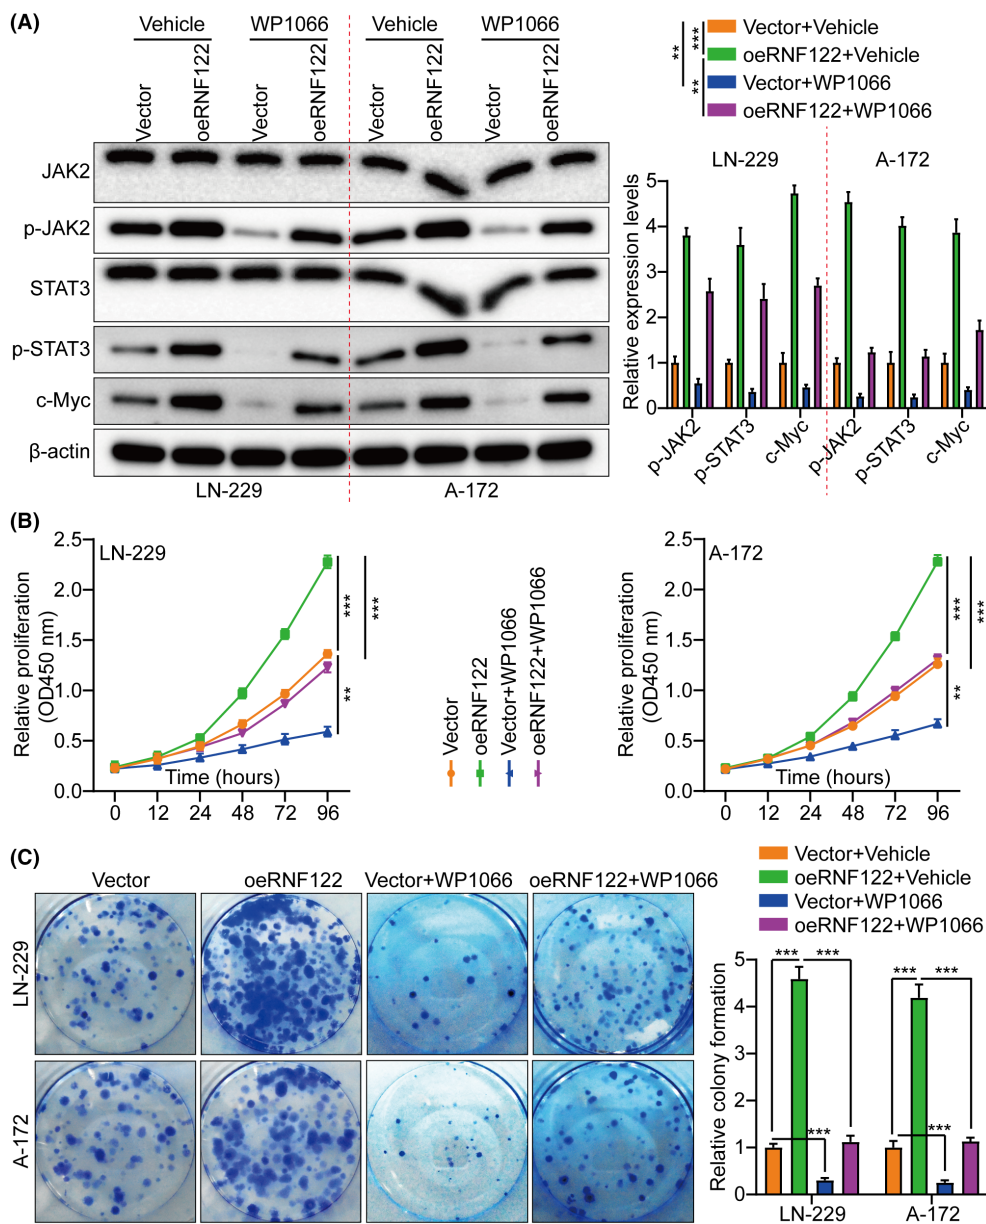 (A)
Vehicle WP1066 Vehicle WP1066
Vector oeRNF122 Vector oeRNF122 Vector oeRNF122 Vector oeRNF122
JAK2
p-JAK2
STAT3
p-STAT3
c-Myc
β-actin
LN-229 A-172
** *** **
Vector+Vehicle
oeRNF122+Vehicle
Vector+WP1066
oeRNF122+WP1066
LN-229 A-172
Relative expression levels
5
4
3
2
1
0
p-JAK2 p-STAT3 c-Myc p-JAK2 p-STAT3 c-Myc
(B)
LN-229
Relative proliferation
(OD450 nm)
2.5
2.0
1.5
1.0
0.5
0.0
Time (hours)
0 12 24 48 72 96
*** ***
**
Vector
oeRNF122
Vector+WP1066
oeRNF122+WP1066
A-172
Relative proliferation
(OD450 nm)
2.5
2.0
1.5
1.0
0.5
0.0
Time (hours)
0 12 24 48 72 96
*** ***
**
(C)
Vector oeRNF122 Vector+WP1066 oeRNF122+WP1066
LN-229
A-172
Vector+Vehicle
oeRNF122+Vehicle
Vector+WP1066
oeRNF122+WP1066
Relative colony formation
5
4
3
2
1
0
*** *** *** ***
*** ***
LN-229 A-172